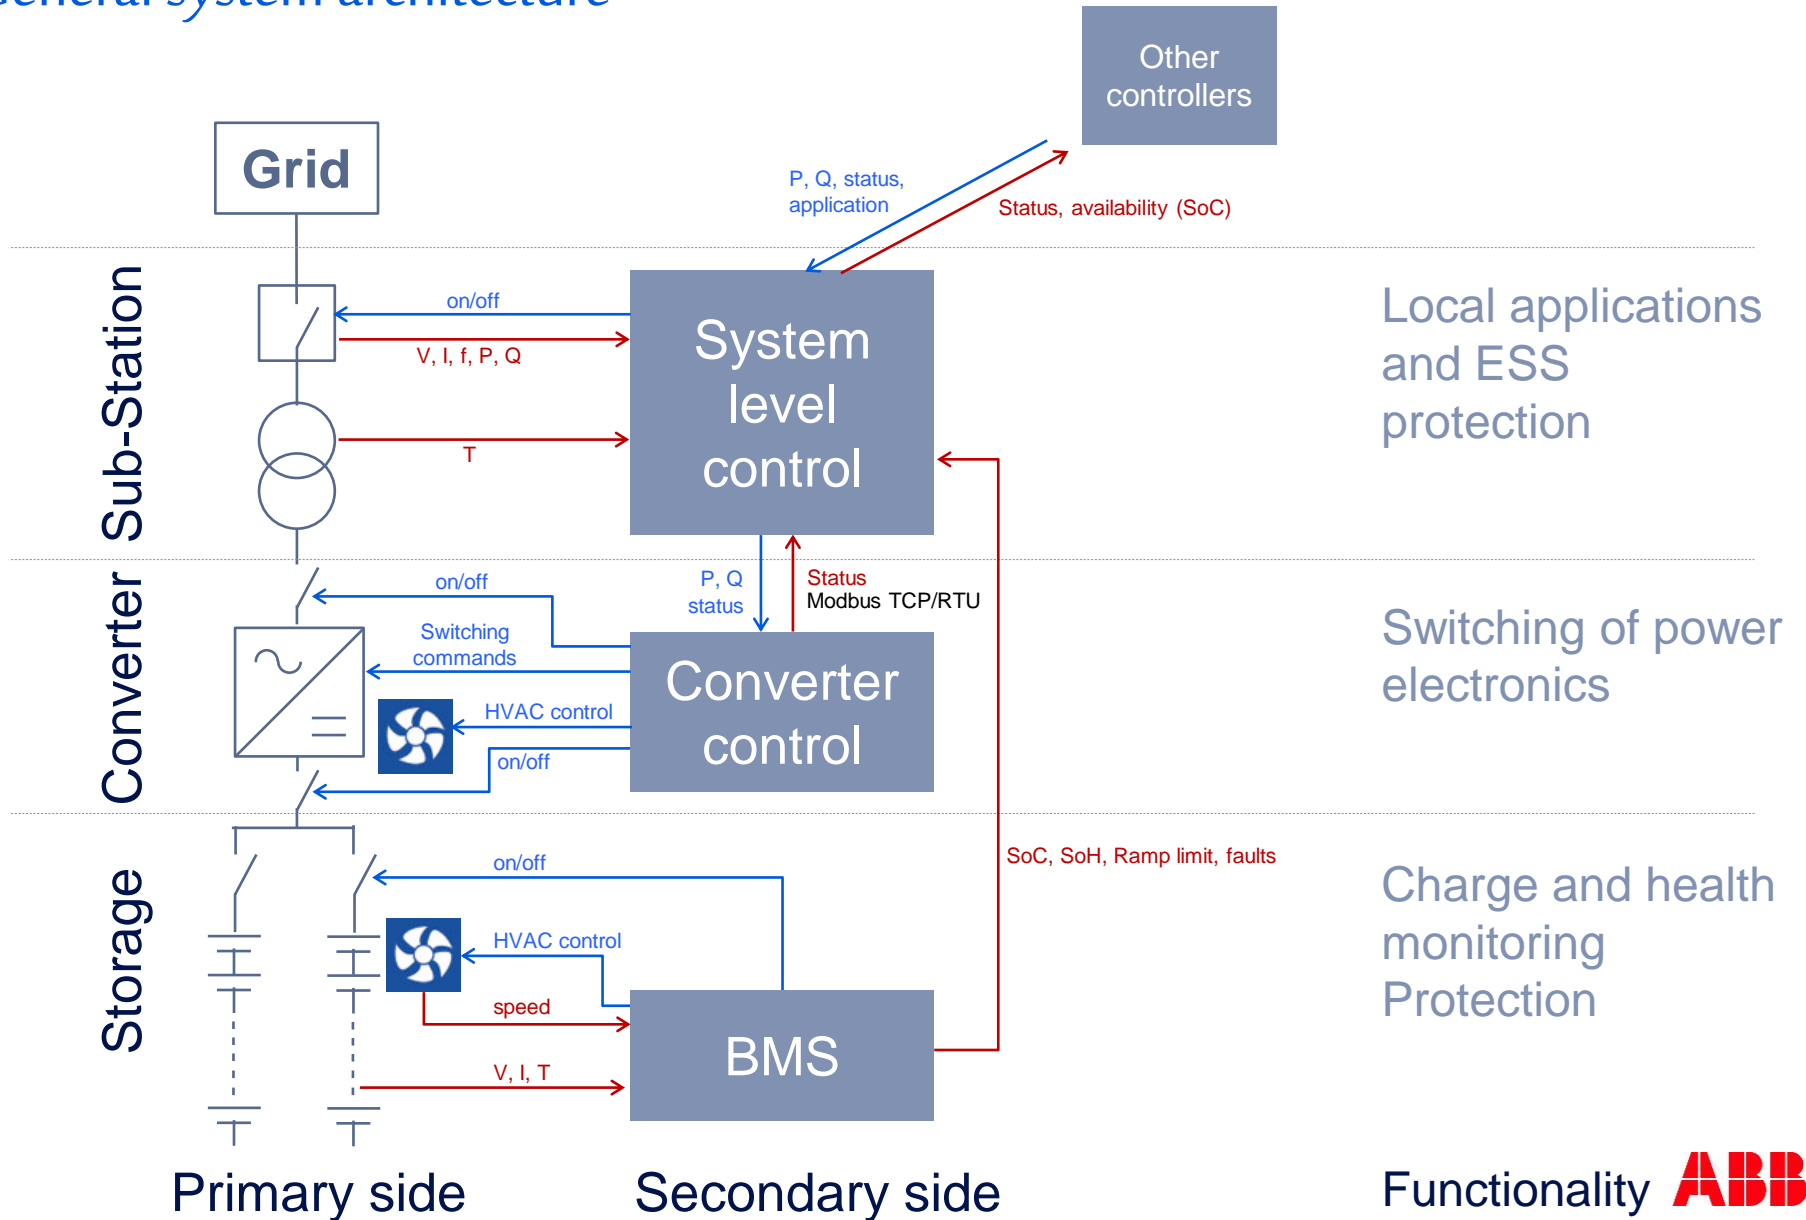 General system architecture
Other
controllers
Grid
P, Q, status,
application
Status, availability (SoC)
Sub-Station
on/off
V, I, f, P, Q
T
System
level
control
Local applications
and ESS
protection
Converter
on/off
Switching
commands
HVAC control
on/off
P, Q
status
Status
Modbus TCP/RTU
Converter
control
Switching of power
electronics
Storage
on/off
HVAC control
speed
V, I, T
BMS
SoC, SoH, Ramp limit, faults
Charge and health
monitoring
Protection
Primary side
Secondary side
Functionality
ABB